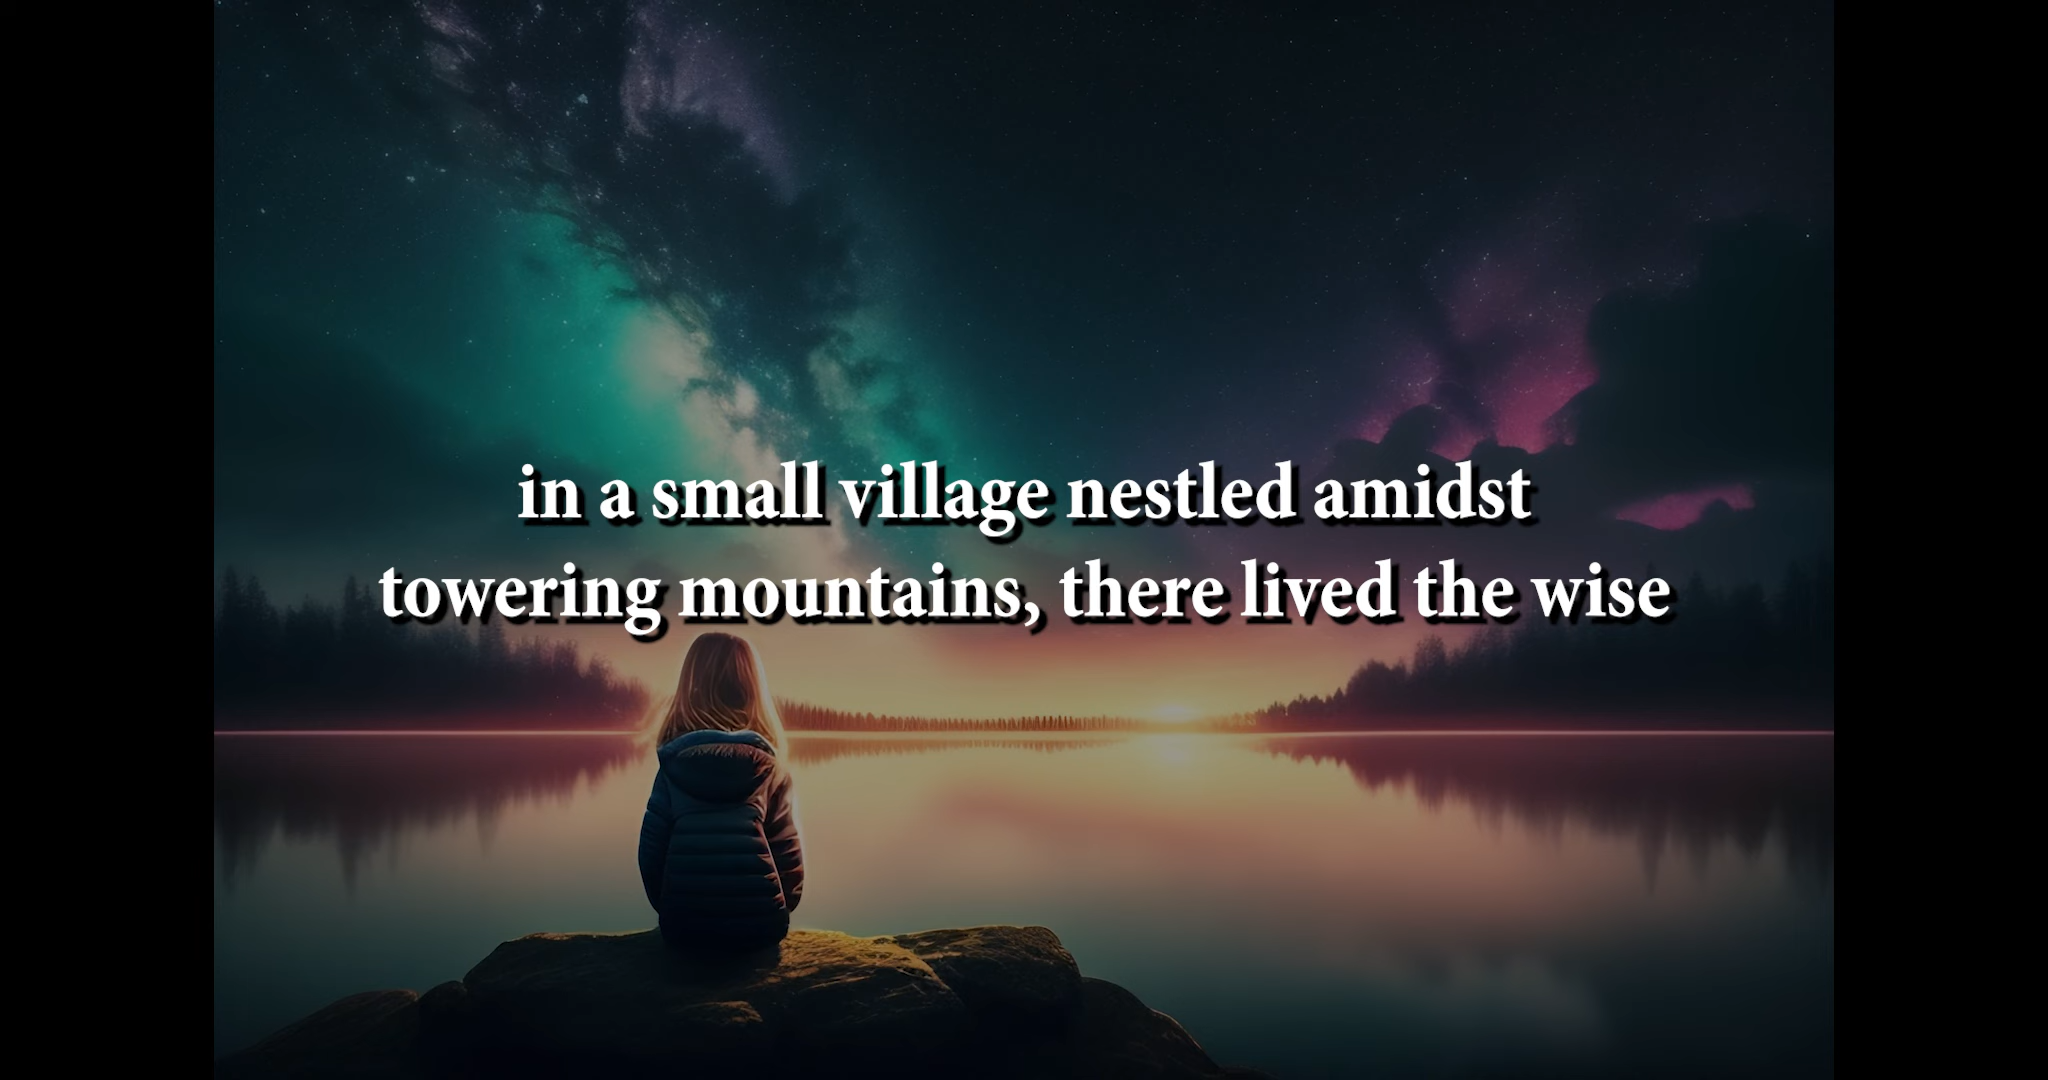 in a small village nestled amidst
towering mountains, there lived the wise